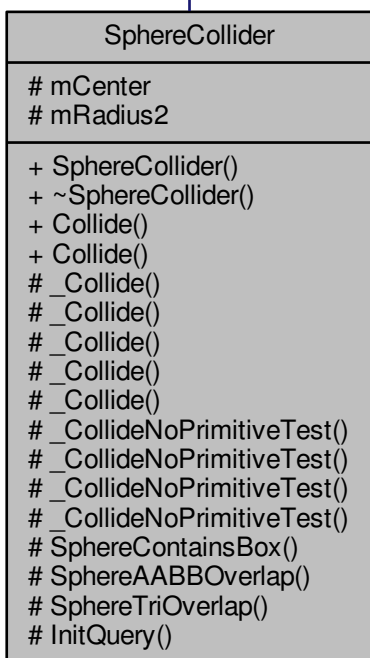 SphereCollider
# mCenter
# mRadius2
+ SphereCollider()
+ ~SphereCollider()
+ Collide()
+ Collide()
# _Collide()
# _Collide()
# _Collide()
# _Collide()
# _Collide()
# _CollideNoPrimitiveTest()
# _CollideNoPrimitiveTest()
# _CollideNoPrimitiveTest()
# _CollideNoPrimitiveTest()
# SphereContainsBox()
# SphereAABBOverlap()
# SphereTriOverlap()
# InitQuery()